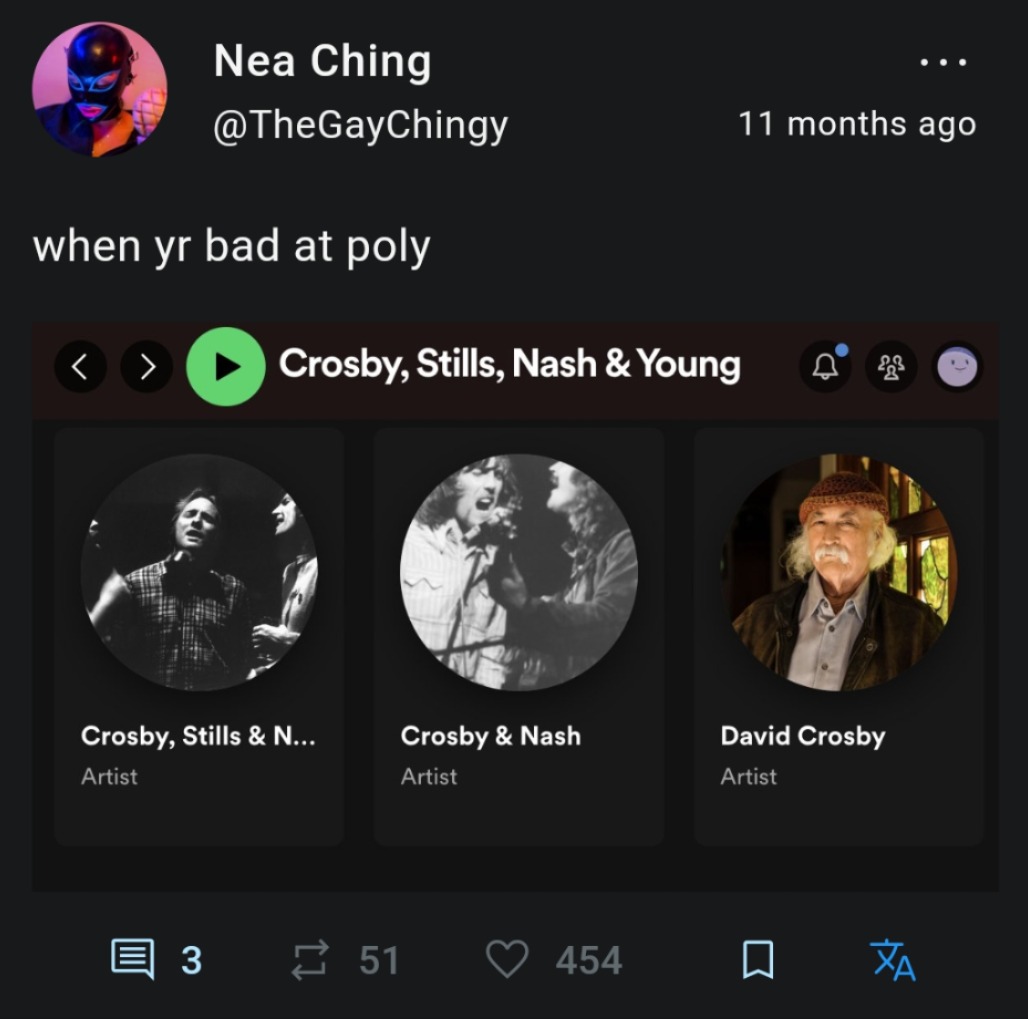 Nea Ching
@TheGayChingy
11 months ago
when yr bad at poly
Crosby, Stills, Nash & Young
Crosby, Stills & N...
Artist
Crosby & Nash
Artist
David Crosby
Artist
3
51
454